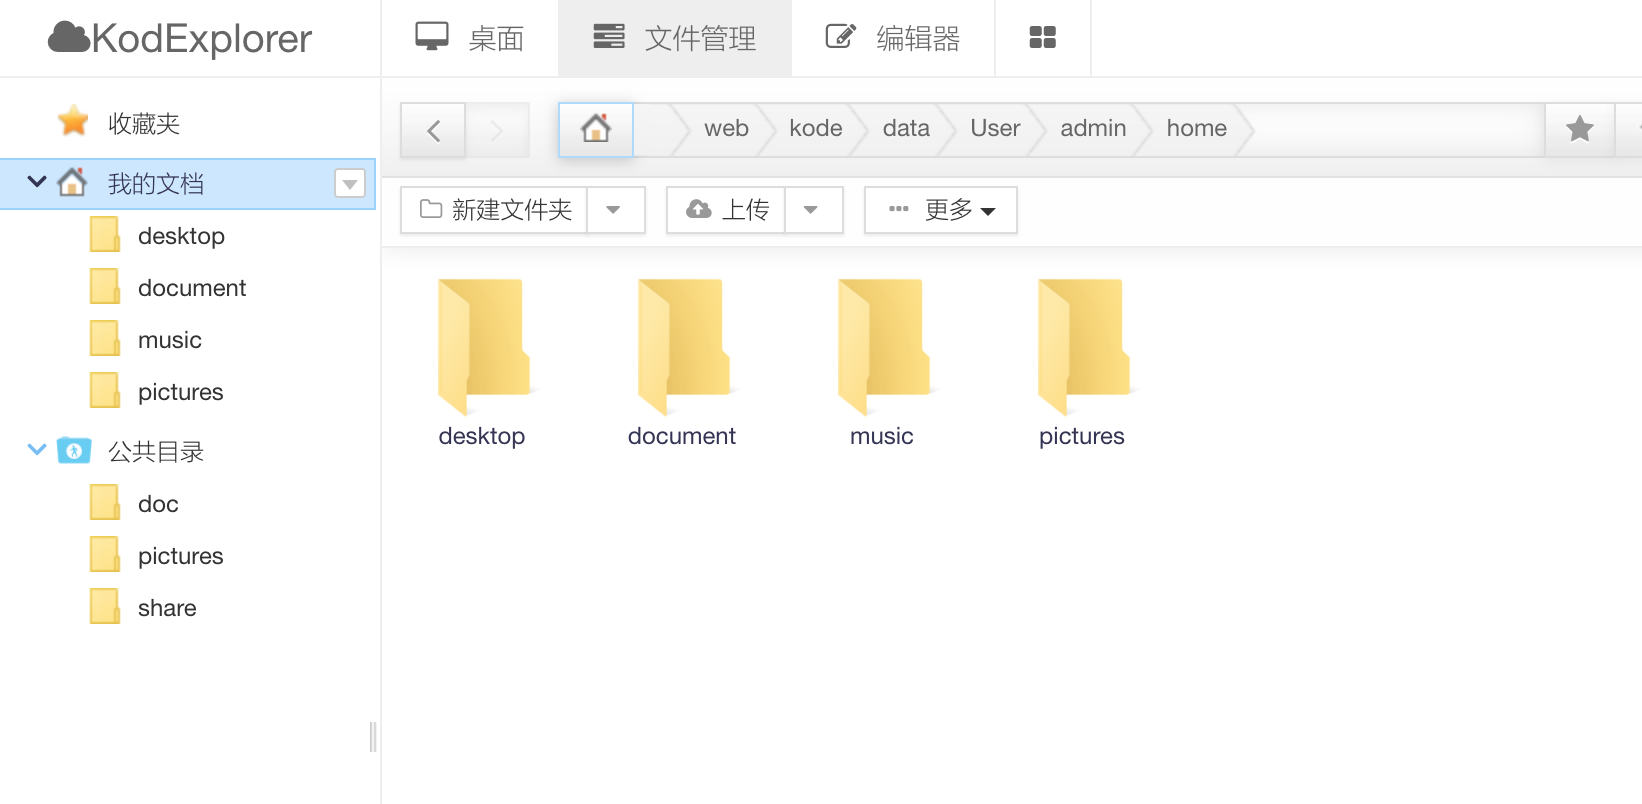 KodExplorer
桌面
文件管理
编辑器
收藏夹
我的文档
desktop
document
music
pictures
公共目录
doc
pictures
share
web kode data User admin home
新建文件夹
上传
更多
desktop document music pictures